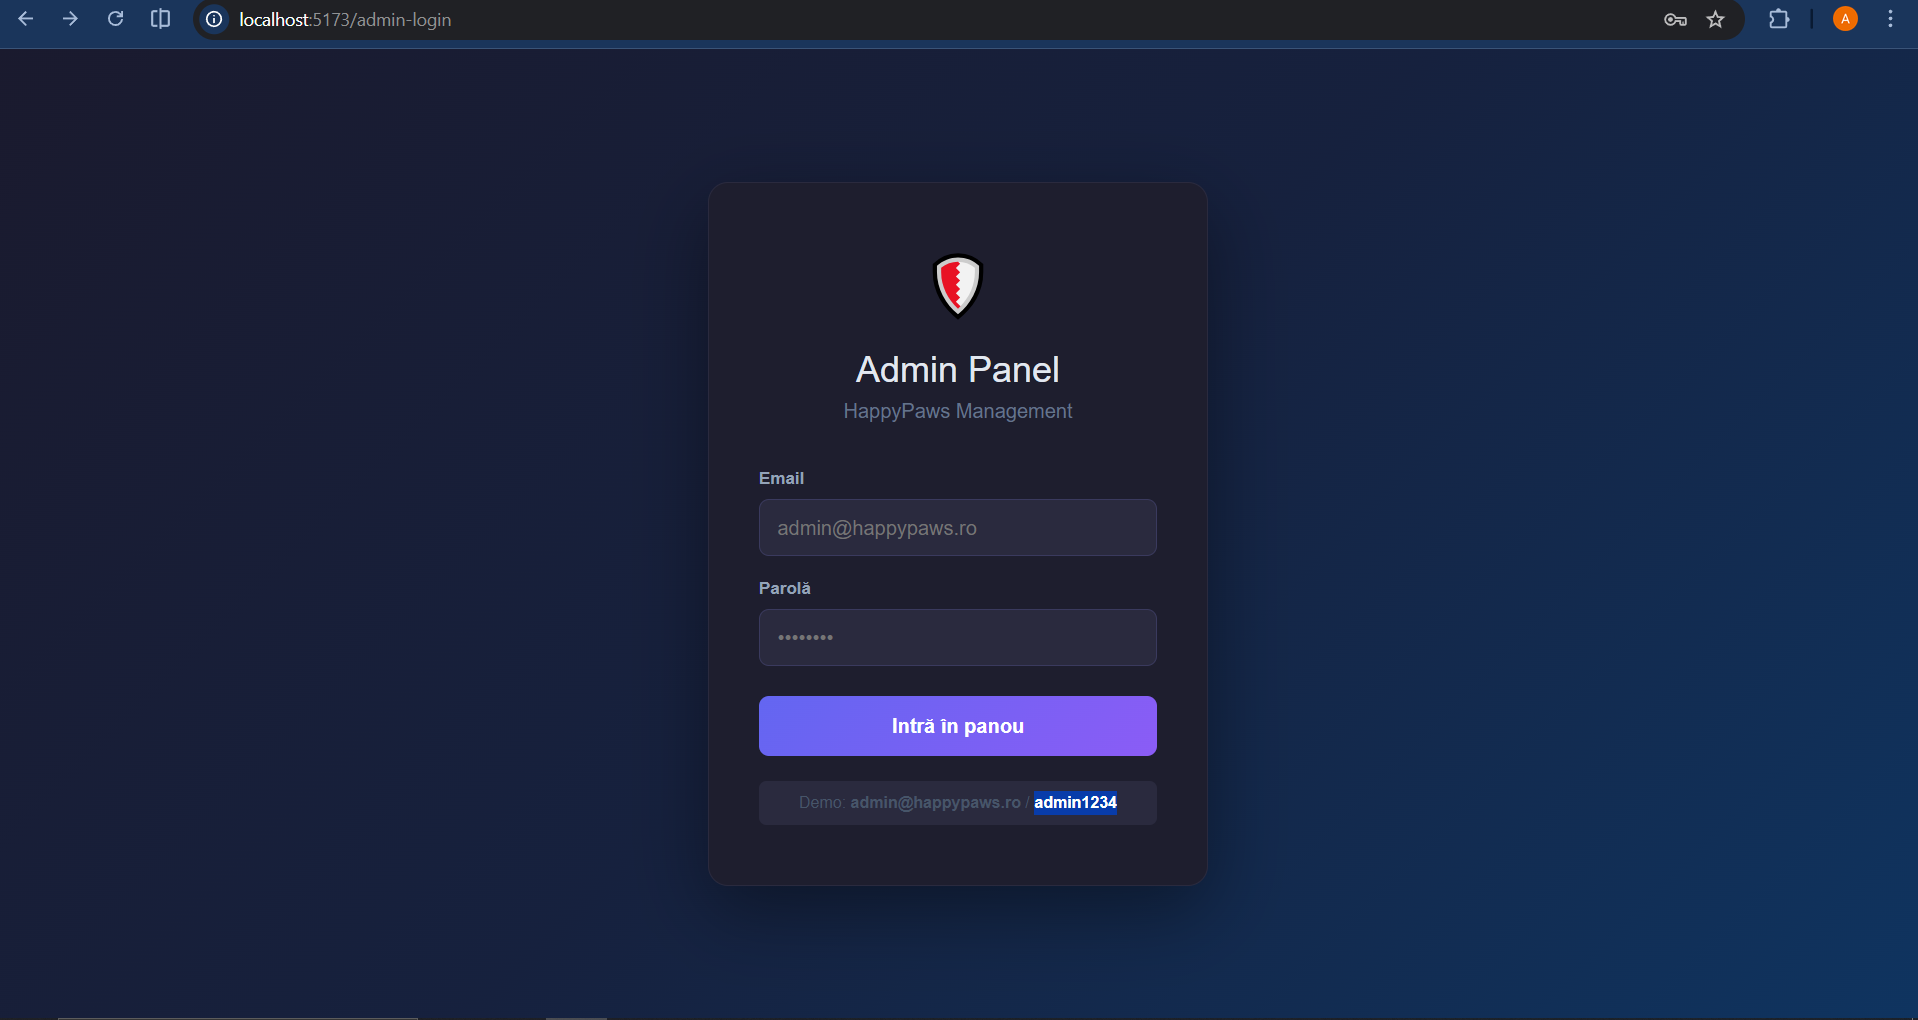 localhost:5173/admin-login
A
Admin Panel
HappyPaws Management
Email
admin@happypaws.ro
Parolă
••••••••
Intră în panou
Demo: admin@happypaws.ro / admin1234